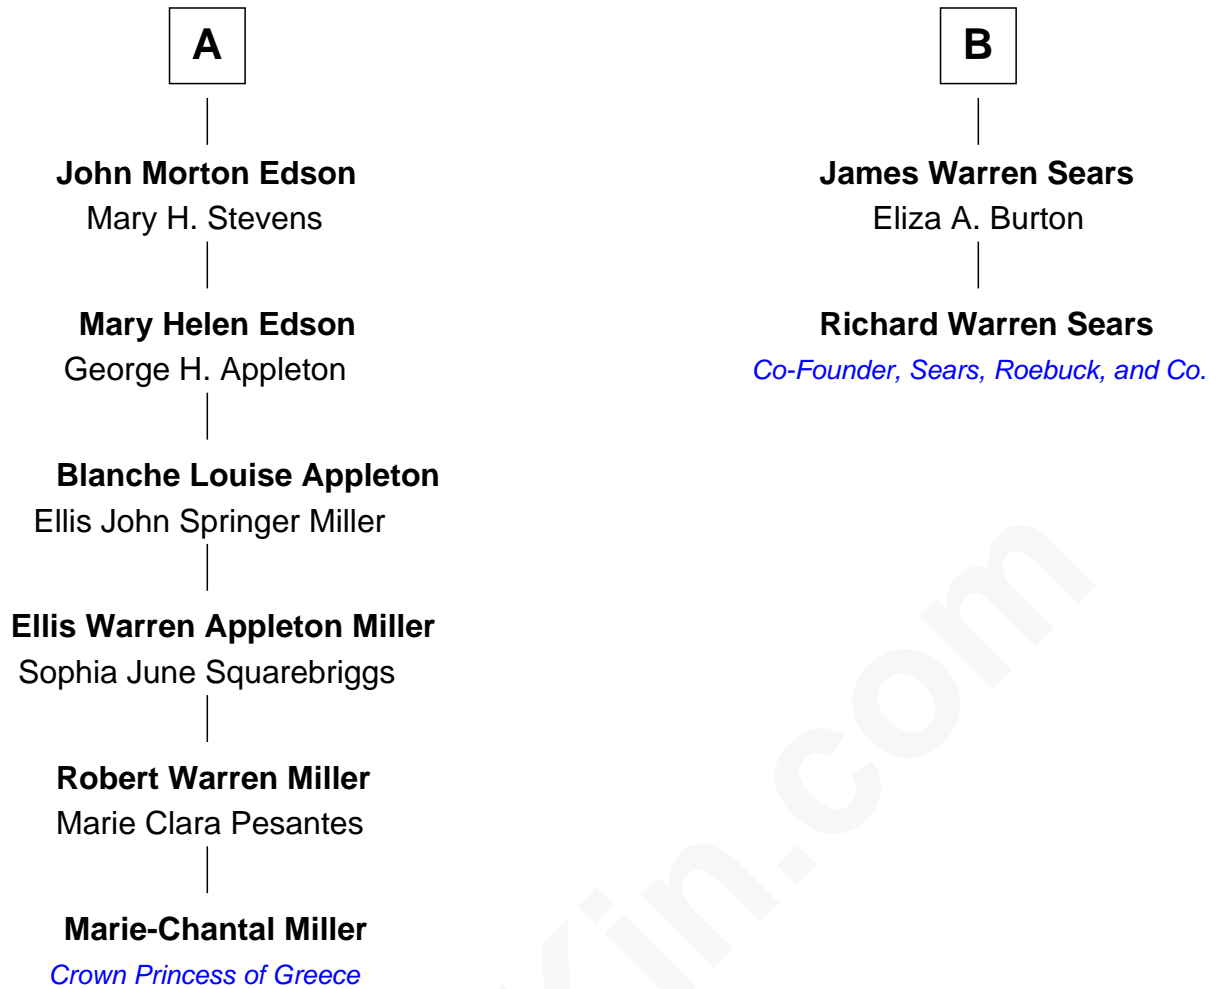 A
John Morton Edson
Mary H. Stevens
Mary Helen Edson
George H. Appleton
Blanche Louise Appleton
Ellis John Springer Miller
Ellis Warren Appleton Miller
Sophia June Squarebriggs
Robert Warren Miller
Marie Clara Pesantes
Marie-Chantal Miller
Crown Princess of Greece
B
James Warren Sears
Eliza A. Burton
Richard Warren Sears
Co-Founder, Sears, Roebuck, and Co.
Kin.com